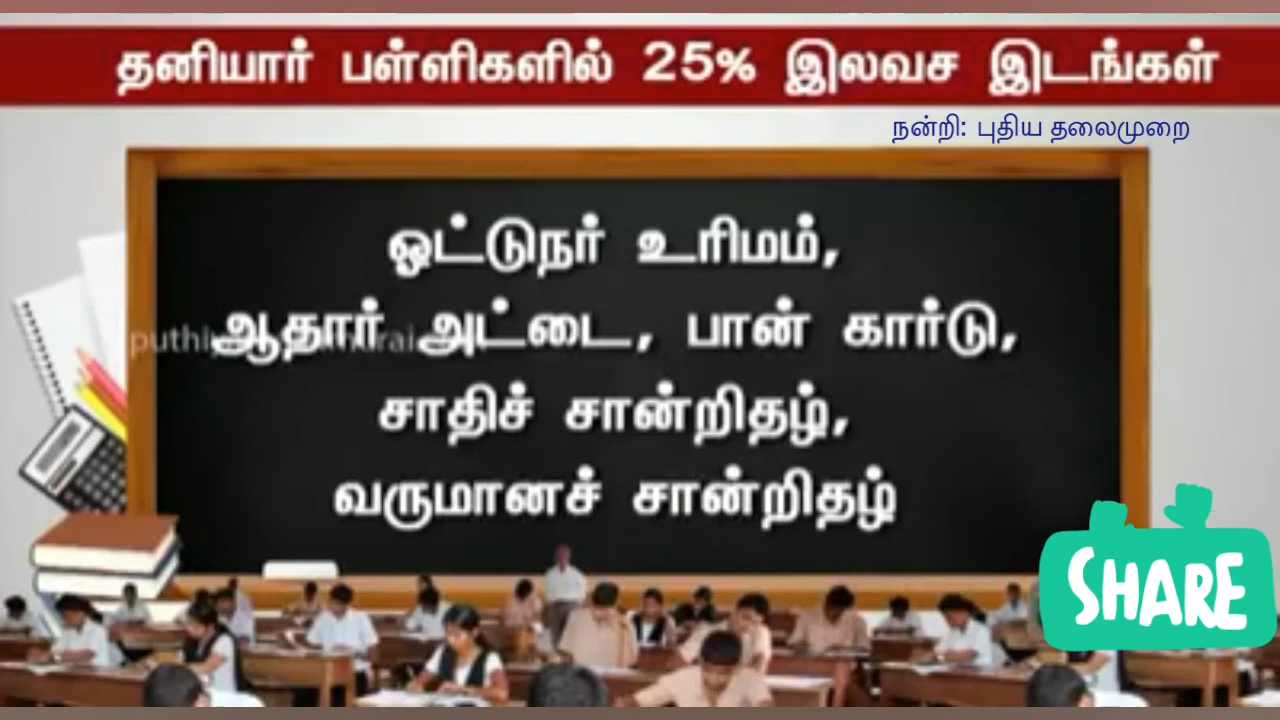 தனியார் பள்ளிகளில் 25% இலவச இடங்கள்
நன்றி: புதிய தலைமுறை
ஓட்டுநர் உரிமம்,
ஆதார் அட்டை, பான் கார்டு,
சாதிச் சான்றிதழ்,
வருமானச் சான்றிதழ்
SHARE